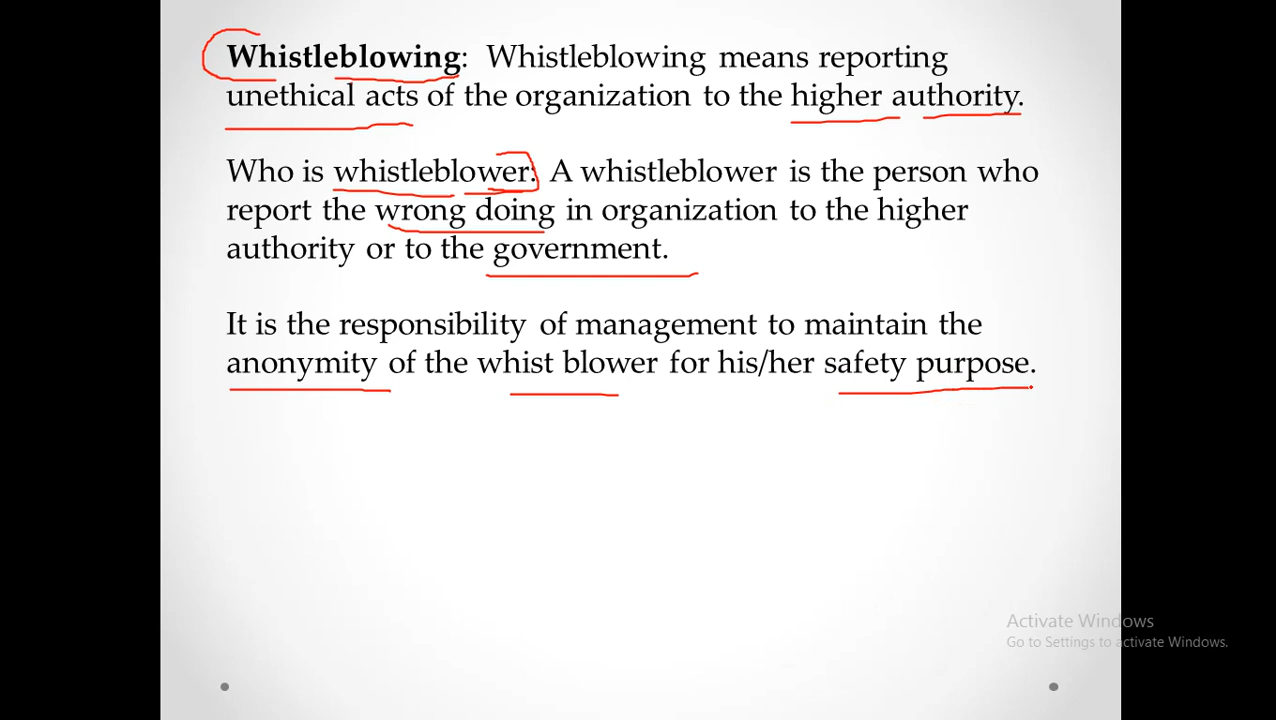 Whistleblowing: Whistleblowing means reporting
unethical acts of the organization to the higher authority.
Who is whistleblower: A whistleblower is the person who
report the wrong doing in organization to the higher
authority or to the government.
It is the responsibility of management to maintain the
anonymity of the whist blower for his/her safety purpose.
Activate Windows
Go to Settings to activate Windows.